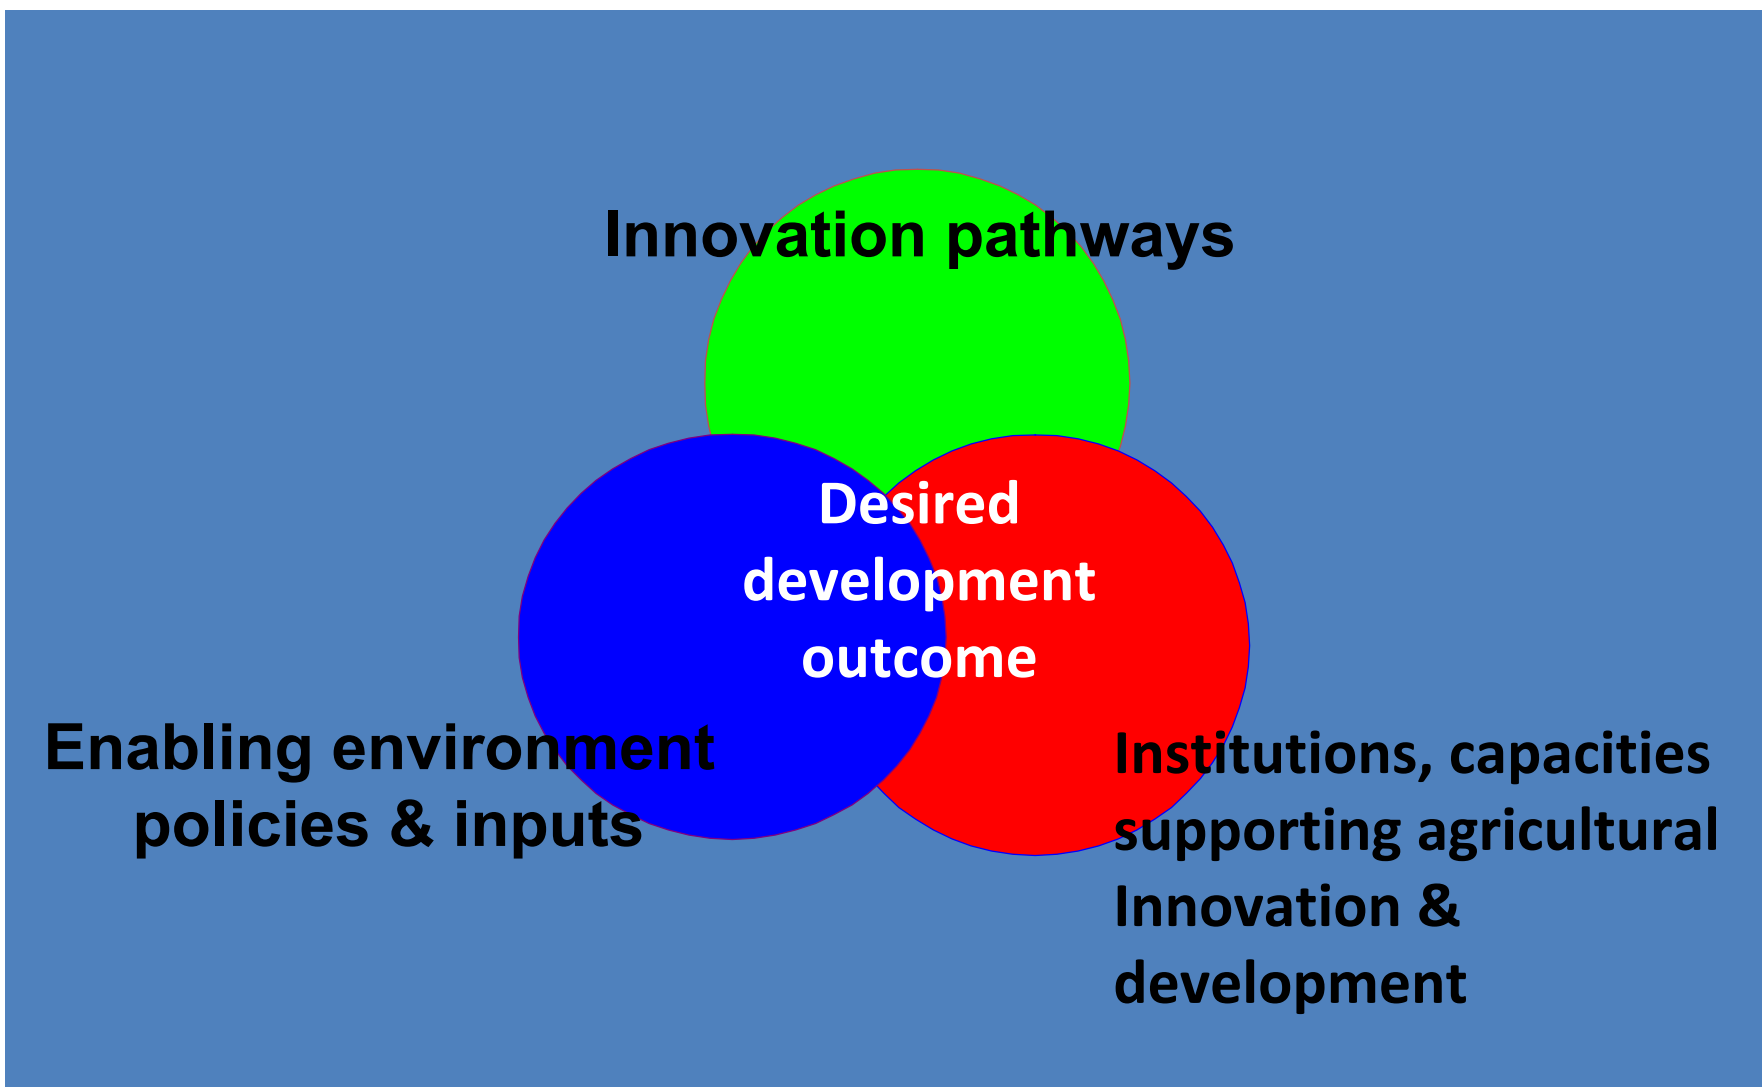 Innovation pathways
Desired
development
outcome
Enabling environment
policies & inputs
Institutions, capacities
supporting agricultural
Innovation &
development